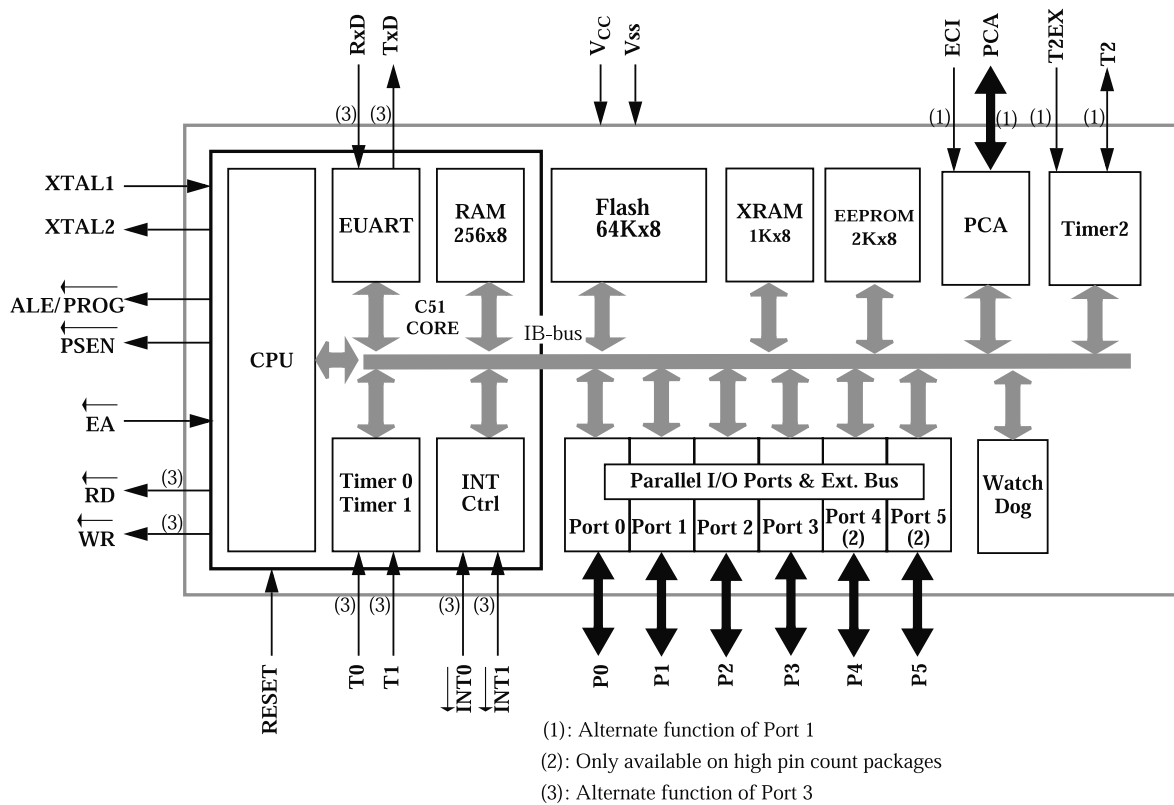 RxD
TxD
VCC
Vss
ECI
PCA
T2EX
T2
(3)
(3)
(1)
(1)
(1)
(1)
XTAL1
XTAL2
ALE/PROG
PSEN
EA
RD
(3)
WR
(3)
CPU
EUART
RAM
256x8
Flash
64Kx8
XRAM
1Kx8
EEPROM
2Kx8
PCA
Timer2
C51
CORE
IB-bus
Timer 0
Timer 1
INT
Ctrl
Parallel I/O Ports & Ext. Bus
Port 0
Port 1
Port 2
Port 3
Port 4
(2)
Port 5
(2)
Watch
Dog
(3)
(3)
(3)
(3)
RESET
T0
T1
INT0
INT1
P0
P1
P2
P3
P4
P5
(1): Alternate function of Port 1
(2): Only available on high pin count packages
(3): Alternate function of Port 3